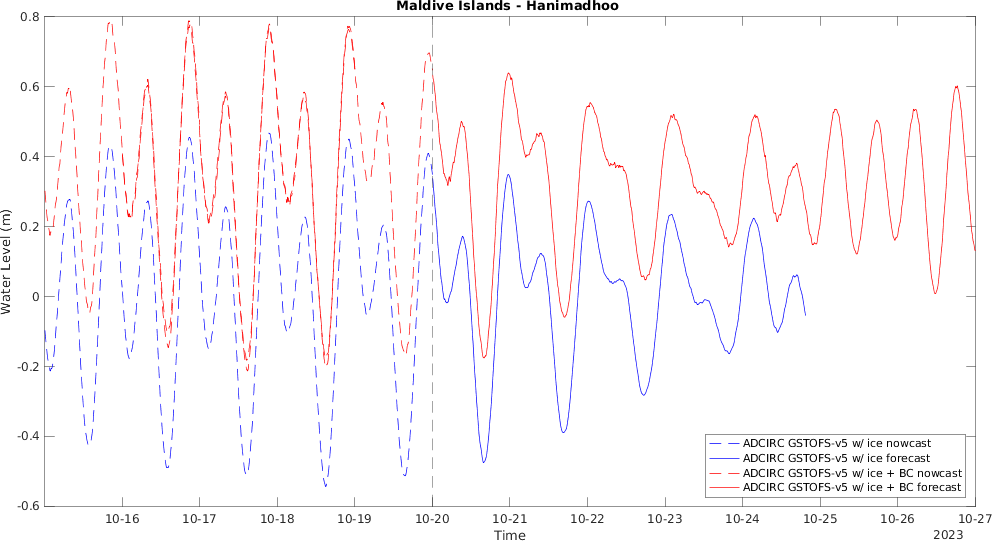 Maldive Islands - Hanimadhoo
0.8
0.6
0.4
0.2
0
-0.2
-0.4
-0.6
Water Level (m)
ADCIRC GSTOFS-v5 w/ ice nowcast
ADCIRC GSTOFS-v5 w/ ice forecast
ADCIRC GSTOFS-v5 w/ ice + BC nowcast
ADCIRC GSTOFS-v5 w/ ice + BC forecast
10-16 10-17 10-18 10-19 10-20 10-21 10-22 10-23 10-24 10-25 10-26 10-27
Time
2023